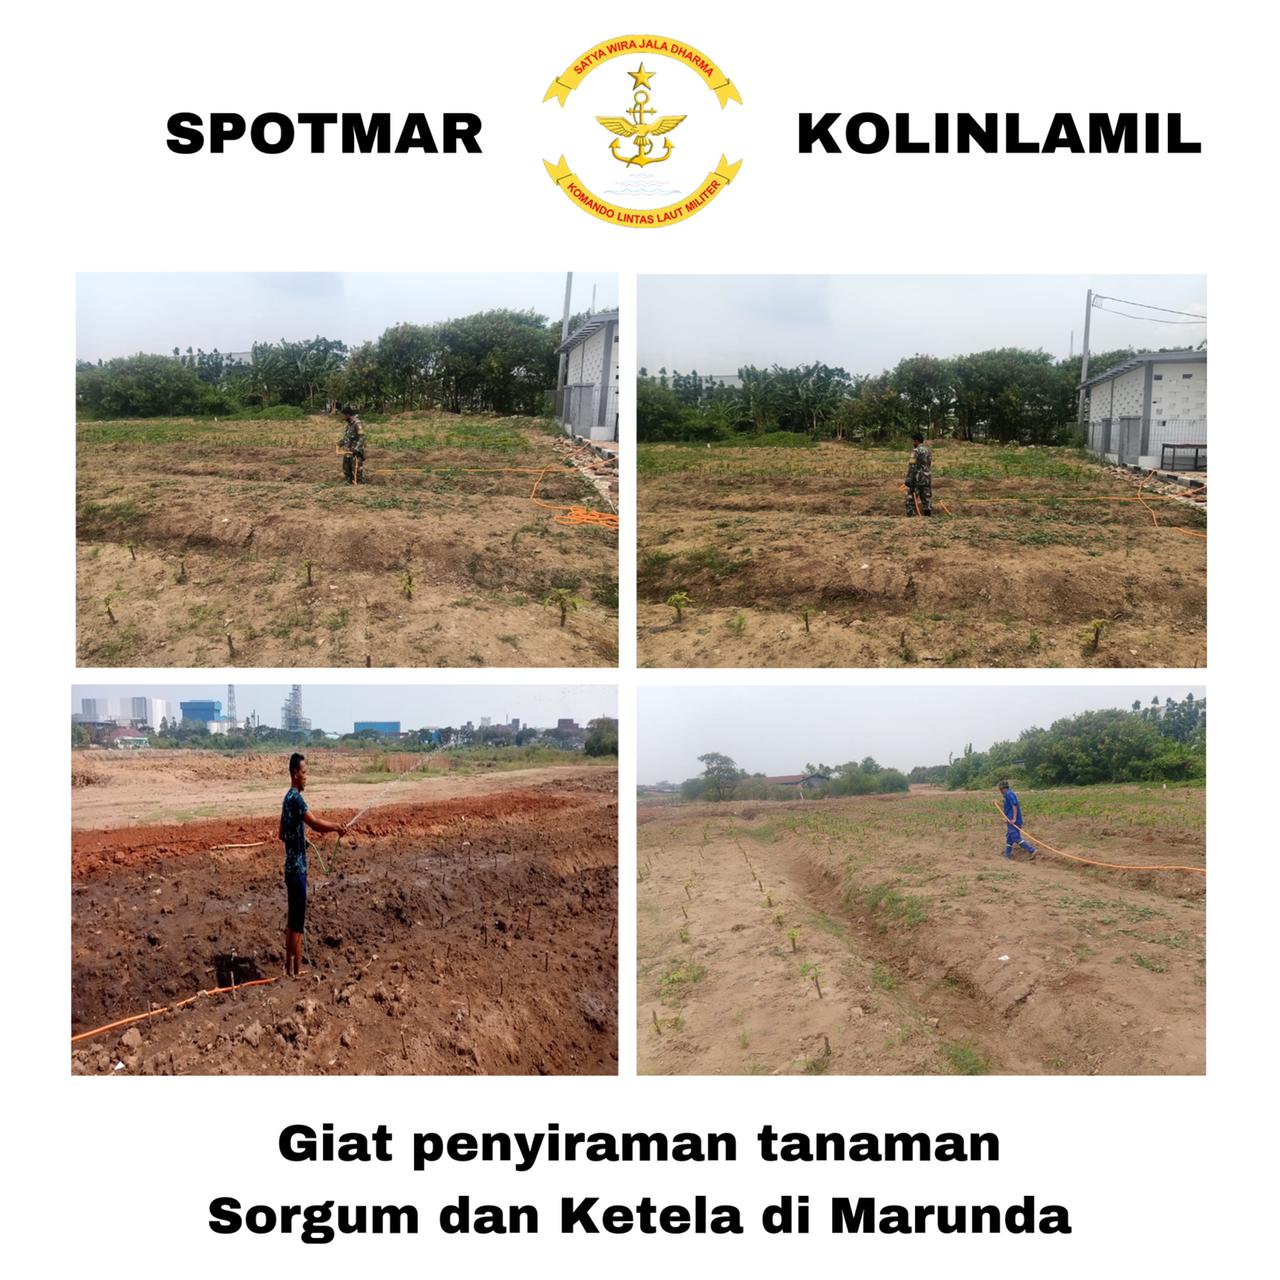 SPOTMAR
SATYA WIRA JALA DHARMA
KOMANDO LINTAS LAUT MILITER
KOLINLAMIL
Giat penyiraman tanaman
Sorgum dan Ketela di Marunda